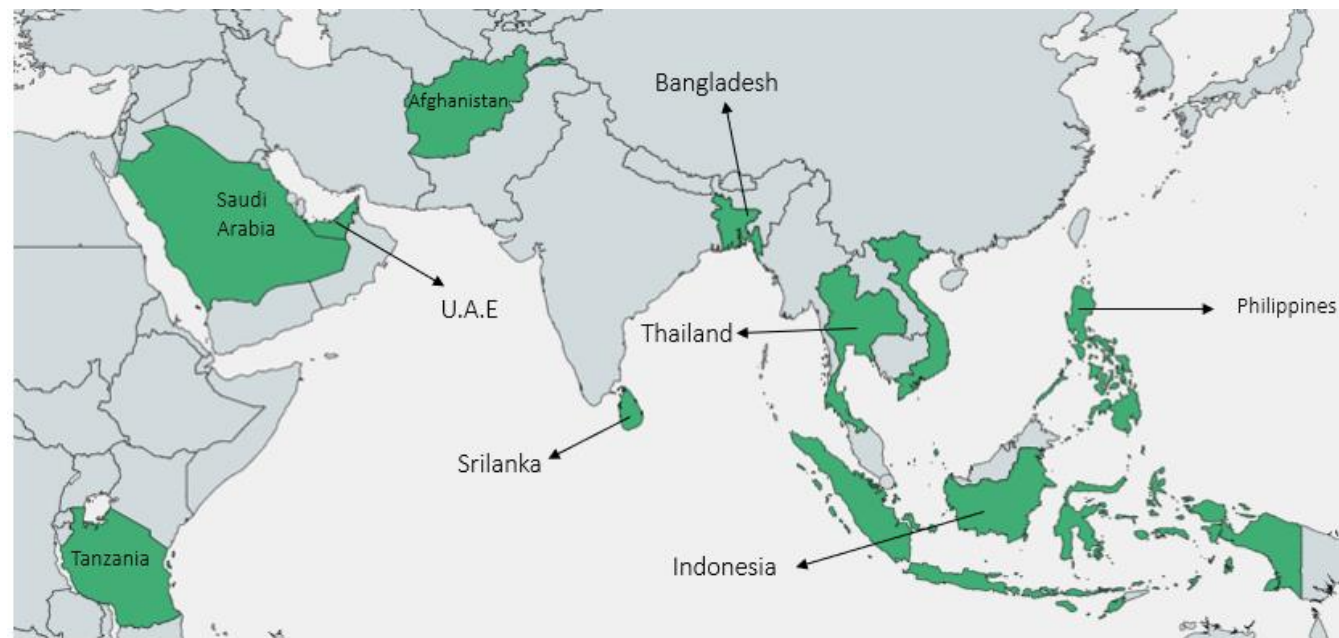 Bangladesh
Afghanistan
Saudi
Arabia
U.A.E
Philippines
Thailand
Srilanka
Tanzania
Indonesia